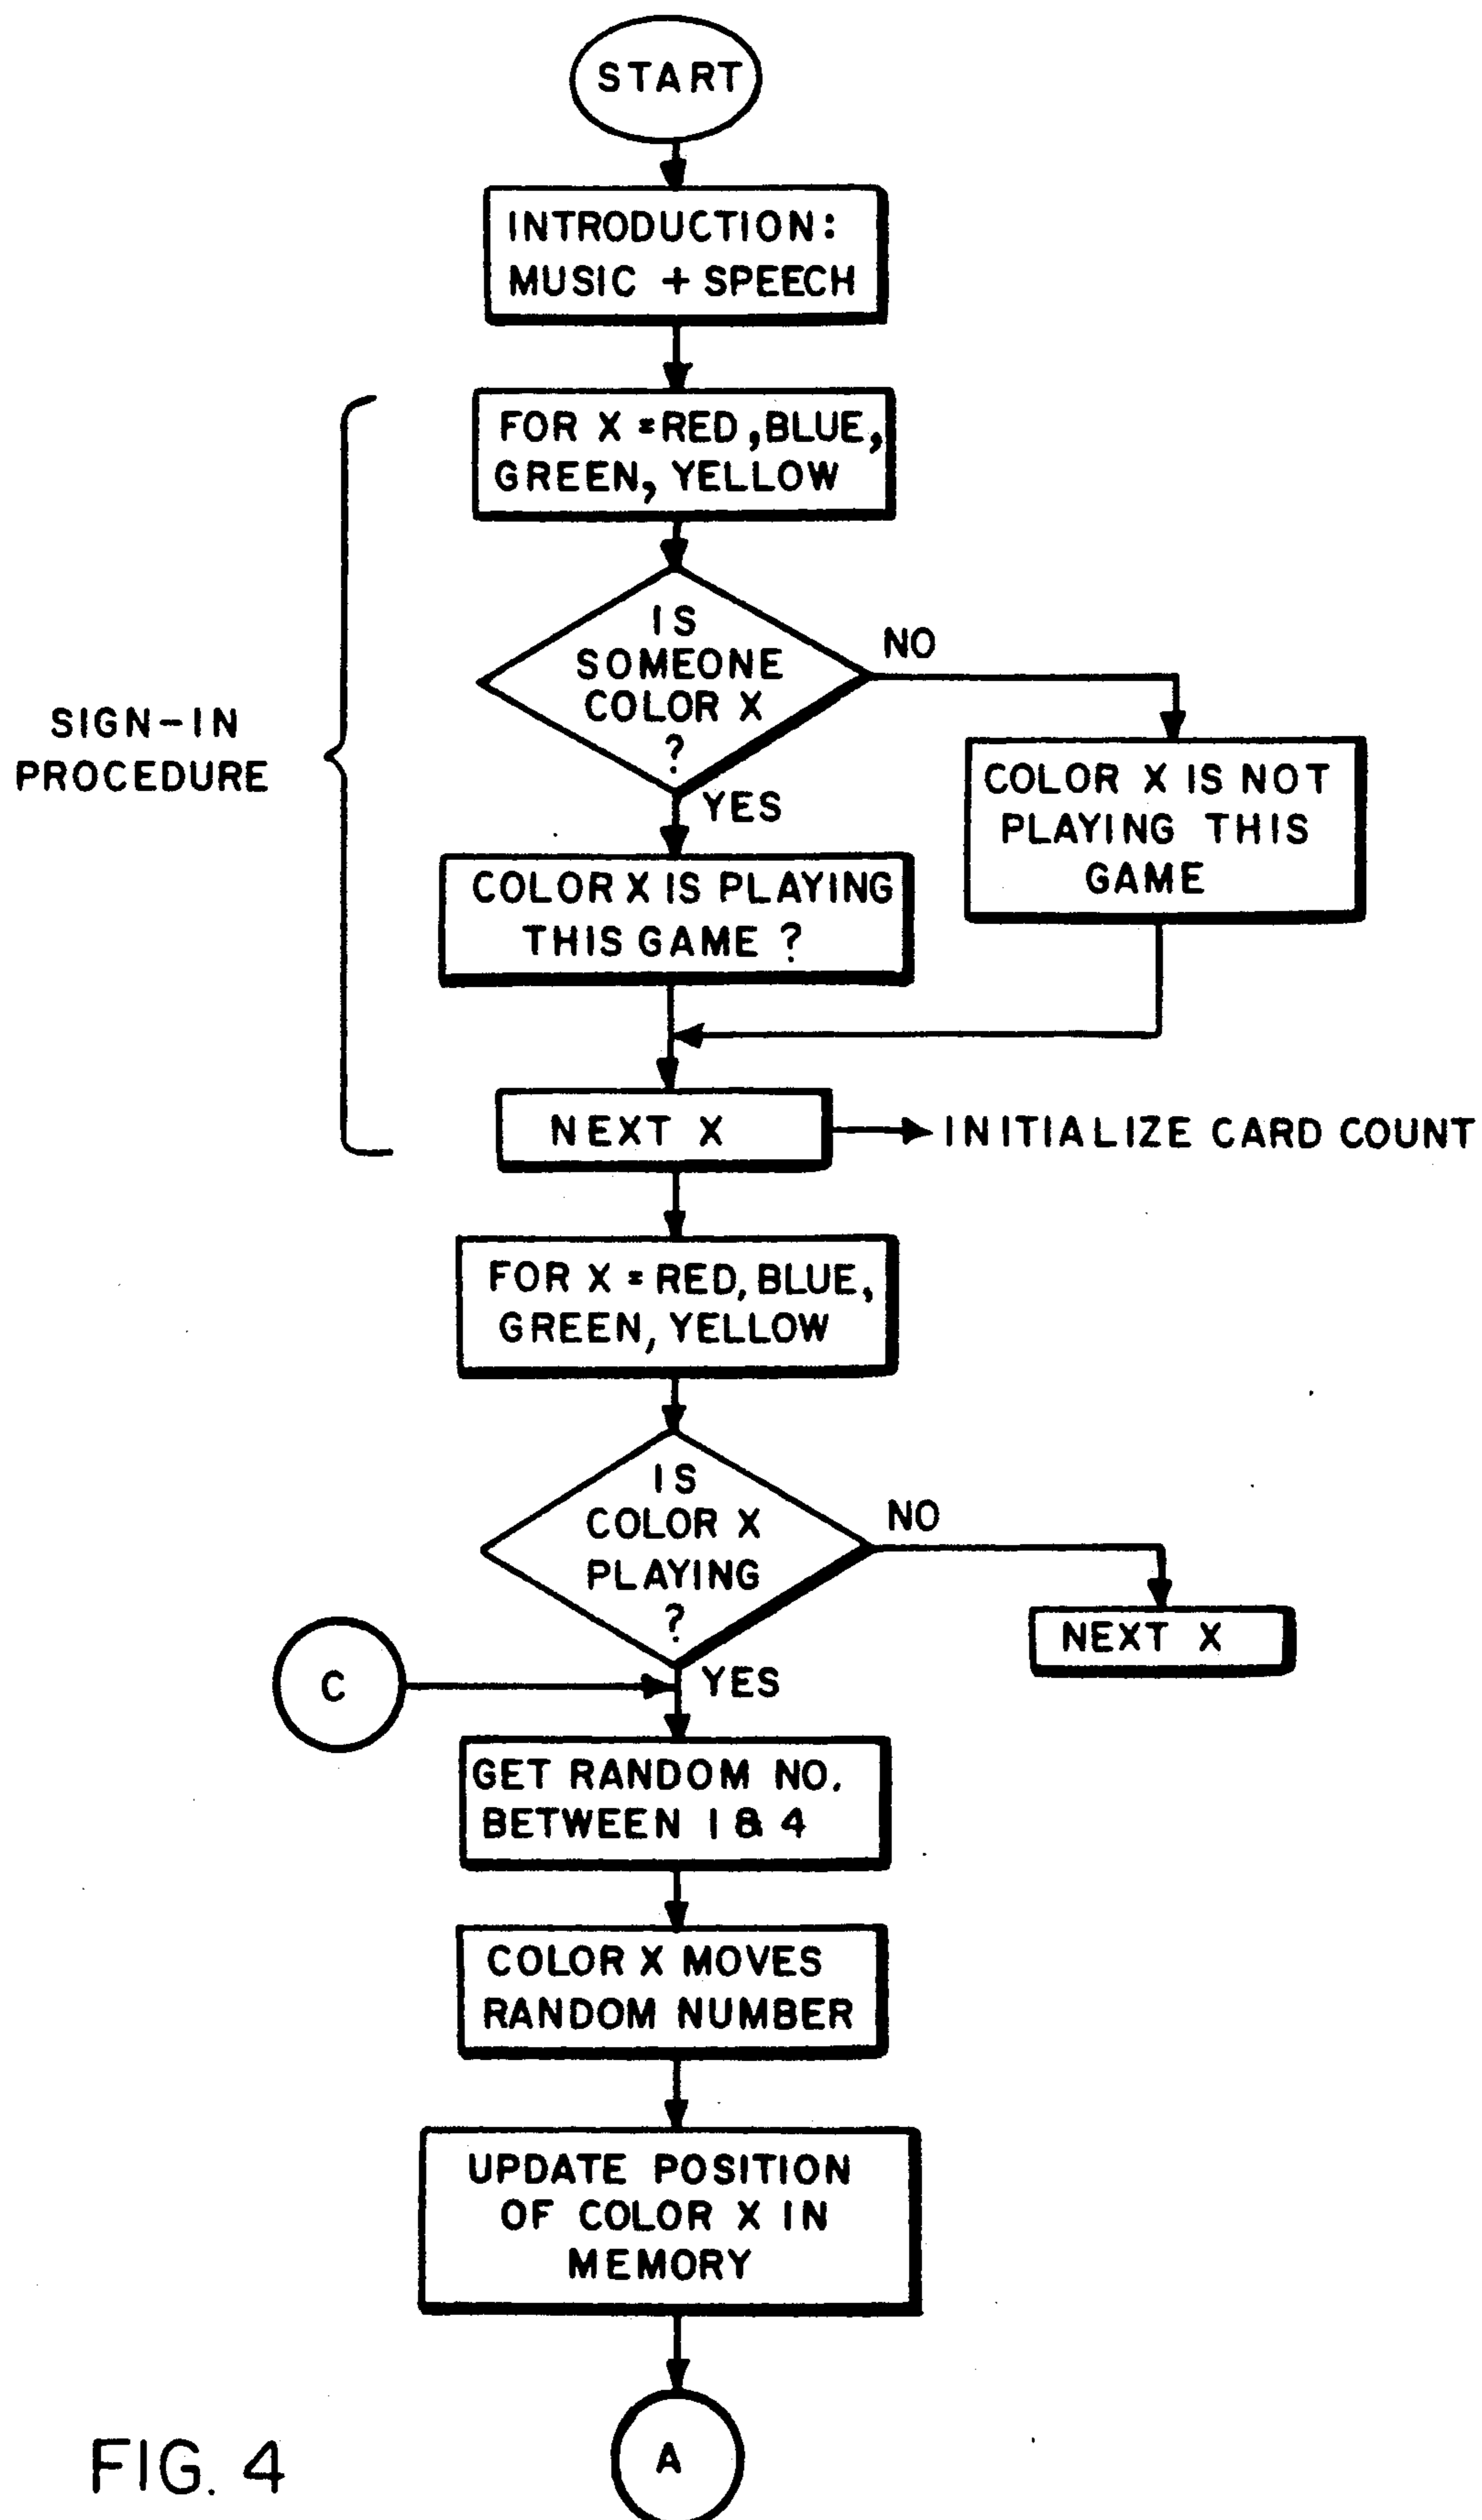 START
INTRODUCTION:
MUSIC + SPEECH
FOR X = RED, BLUE,
GREEN, YELLOW
IS
SOMEONE
COLOR X
?
NO
YES
SIGN-IN
PROCEDURE
COLOR X IS NOT
PLAYING THIS
GAME
COLOR X IS PLAYING
THIS GAME ?
NEXT X
INITIALIZE CARD COUNT
FOR X = RED, BLUE,
GREEN, YELLOW
IS
COLOR X
PLAYING
?
NO
NEXT X
C
YES
GET RANDOM NO.
BETWEEN 1 & 4
COLOR X MOVES
RANDOM NUMBER
UPDATE POSITION
OF COLOR X IN
MEMORY
A
FIG. 4